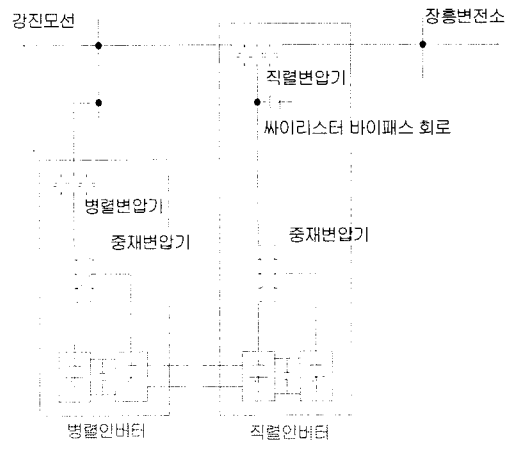 강진모선
장흥변전소
직렬변압기
싸이리스터 바이패스 회로
병렬변압기
중재변압기
중재변압기
병렬인버터
직렬인버터